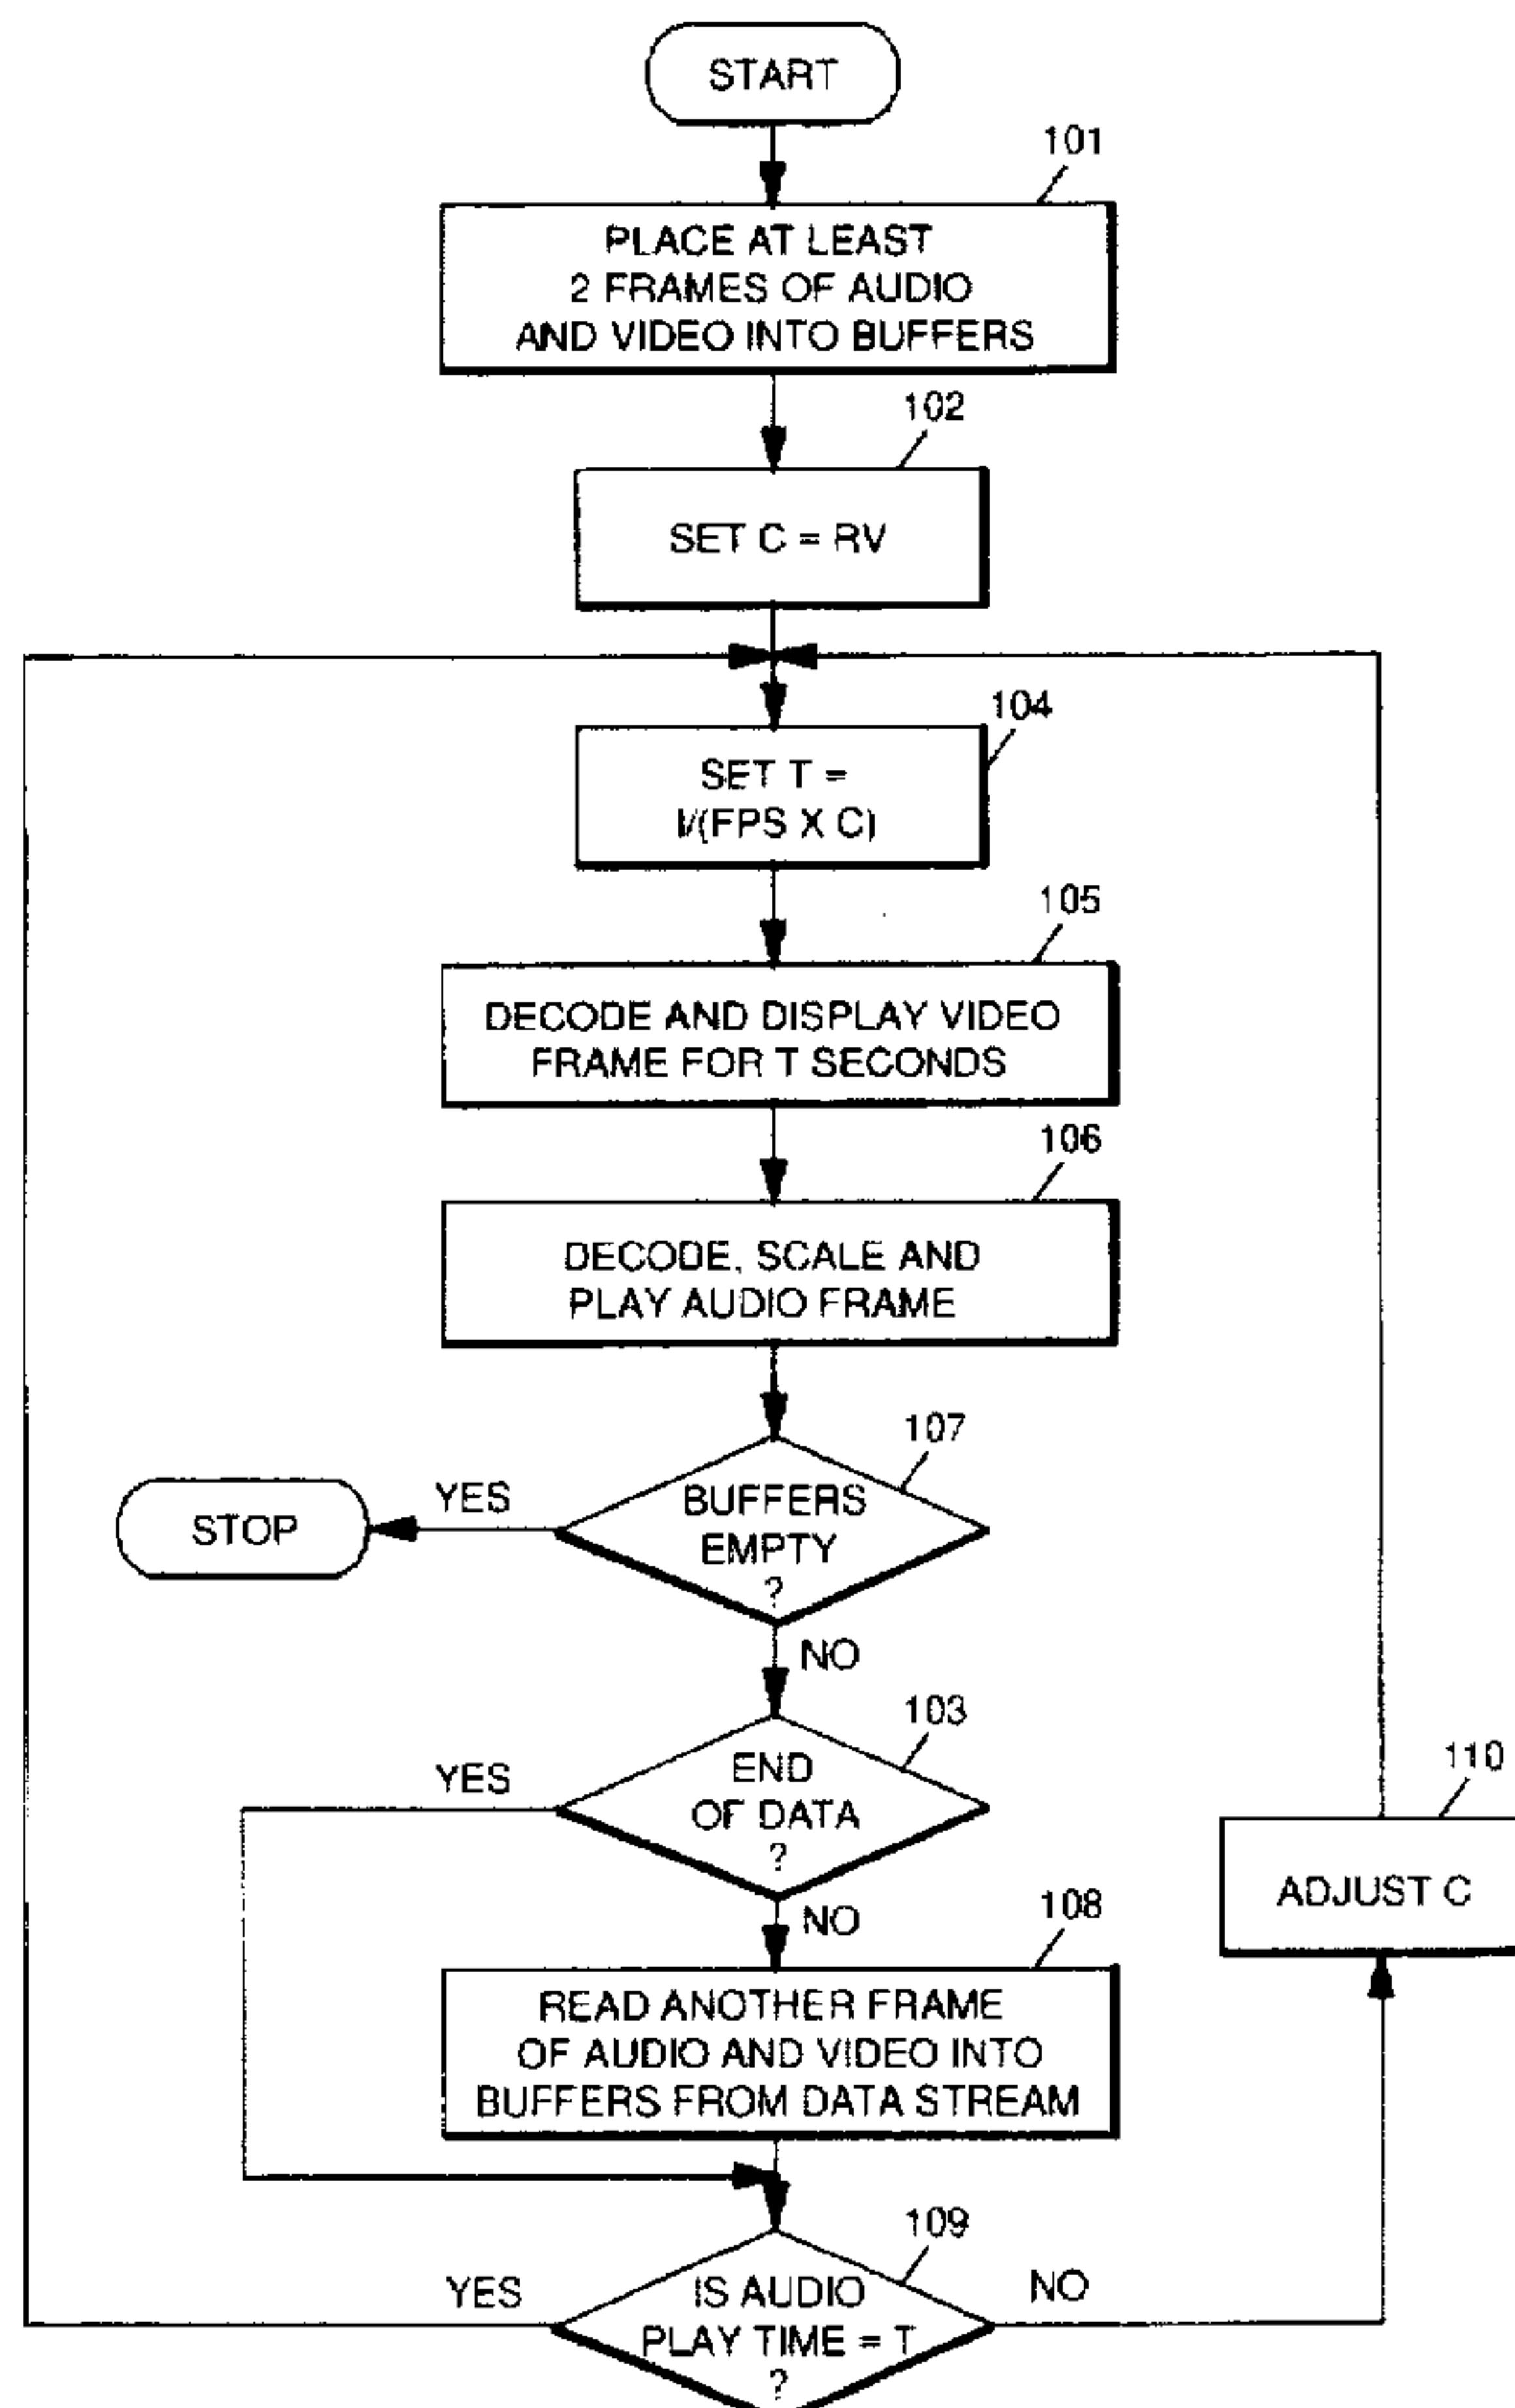 START
101
PLACE AT LEAST
2 FRAMES OF AUDIO
AND VIDEO INTO BUFFERS
102
SET C = RV
104
SET T =
I/(FPS X C)
105
DECODE AND DISPLAY VIDEO
FRAME FOR T SECONDS
106
DECODE, SCALE AND
PLAY AUDIO FRAME
107
BUFFERS
EMPTY
?
YES
STOP
NO
103
END
OF DATA
?
YES
NO
108
READ ANOTHER FRAME
OF AUDIO AND VIDEO INTO
BUFFERS FROM DATA STREAM
110
ADJUST C
109
IS AUDIO
PLAY TIME = T
?
YES
NO